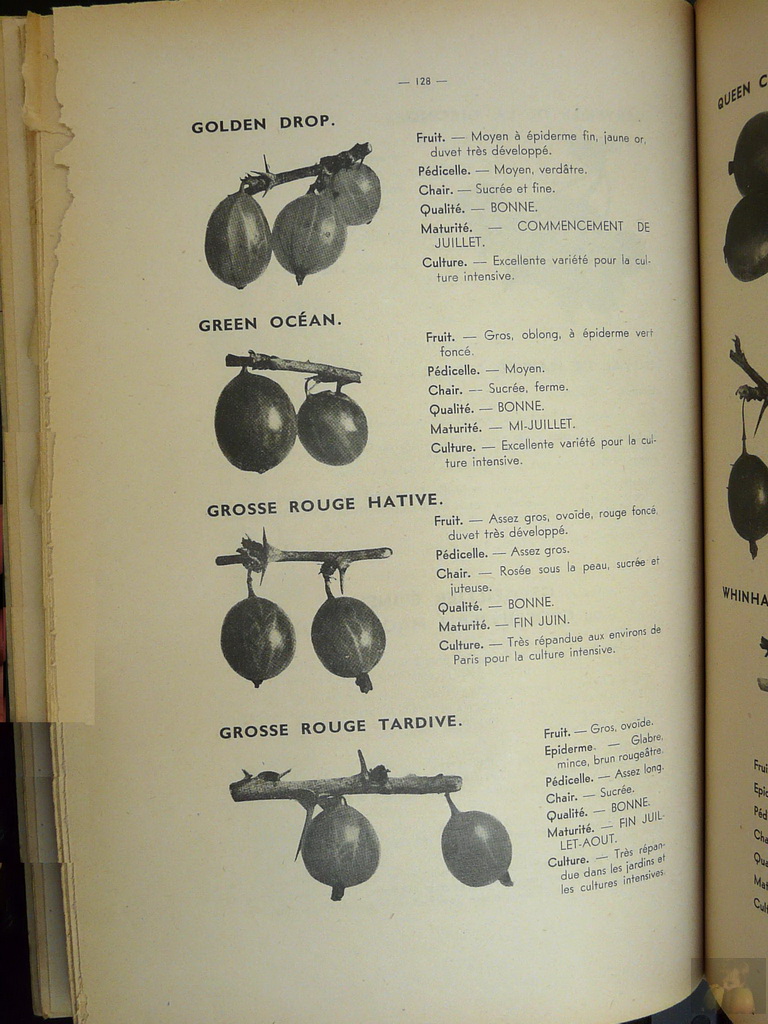 — 128 —
GOLDEN DROP.
Fruit. — Moyen à épiderme fin, jaune or,
duvet très développé.
Pédicelle. — Moyen, verdâtre.
Chair. — Sucrée et fine.
Qualité. — BONNE.
Maturité. — COMMENCEMENT DE
JUILLET.
Culture. — Excellente variété pour la cul-
ture intensive.
GREEN OCÉAN.
Fruit. — Gros, oblong, à épiderme vert
foncé.
Pédicelle. — Moyen.
Chair. — Sucrée, ferme.
Qualité. — BONNE.
Maturité. — MI-JUILLET.
Culture. — Excellente variété pour la cul-
ture intensive.
GROSSE ROUGE HATIVE.
Fruit. — Assez gros, ovoïde, rouge foncé,
duvet très développé.
Pédicelle. — Assez gros.
Chair. — Rosée sous la peau, sucrée et
juteuse.
Qualité. — BONNE.
Maturité. — FIN JUIN.
Culture. — Très répandue aux environs de
Paris pour la culture intensive.
GROSSE ROUGE TARDIVE.
Fruit. — Gros, ovoïde.
Epiderme. — Glabre,
mince, brun rougeâtre.
Pédicelle. — Assez long.
Chair. — Sucrée.
Qualité. — BONNE.
Maturité. — FIN JUIL-
LET-AOUT.
Culture. — Très répan-
due dans les jardins et
les cultures intensives.
QUEEN C
WHINHA
Frui
Epid
Péd
Cha
Qua
Mat
Cult